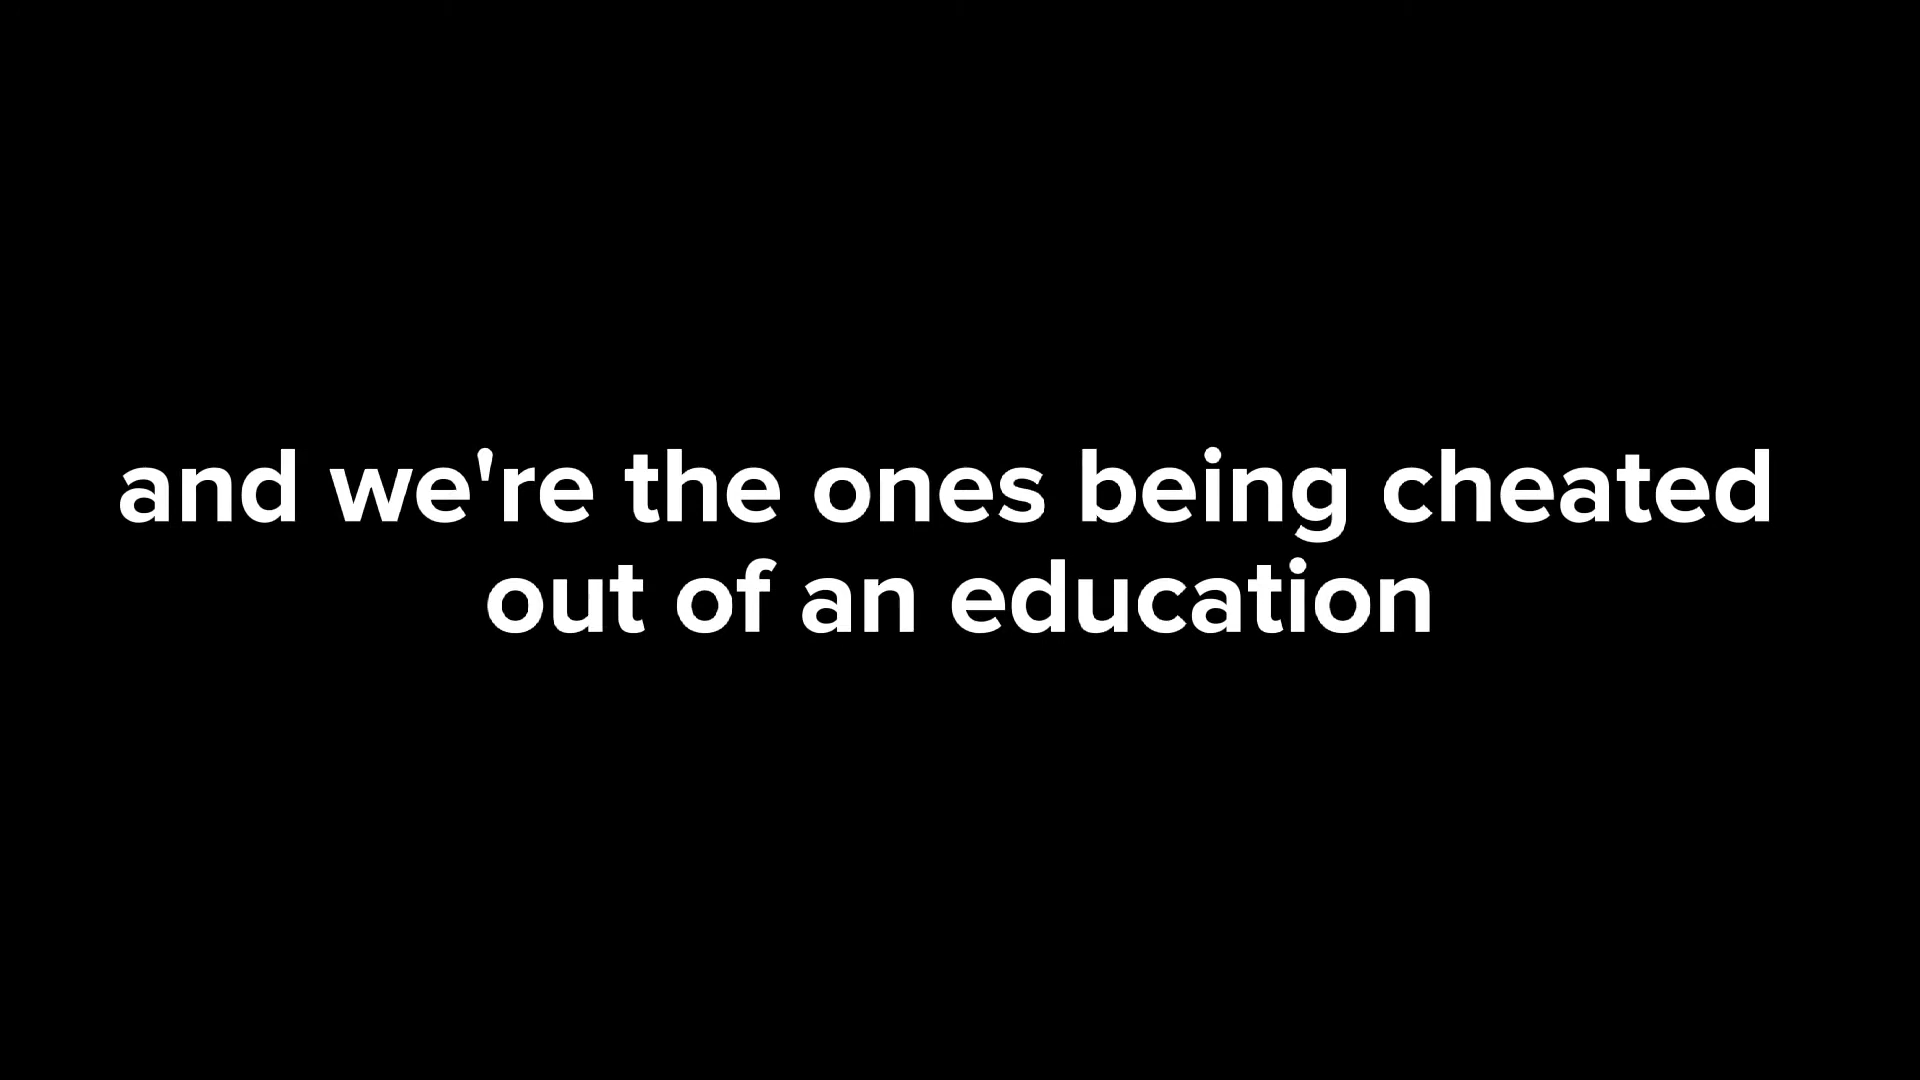 and we're the ones being cheated
out of an education